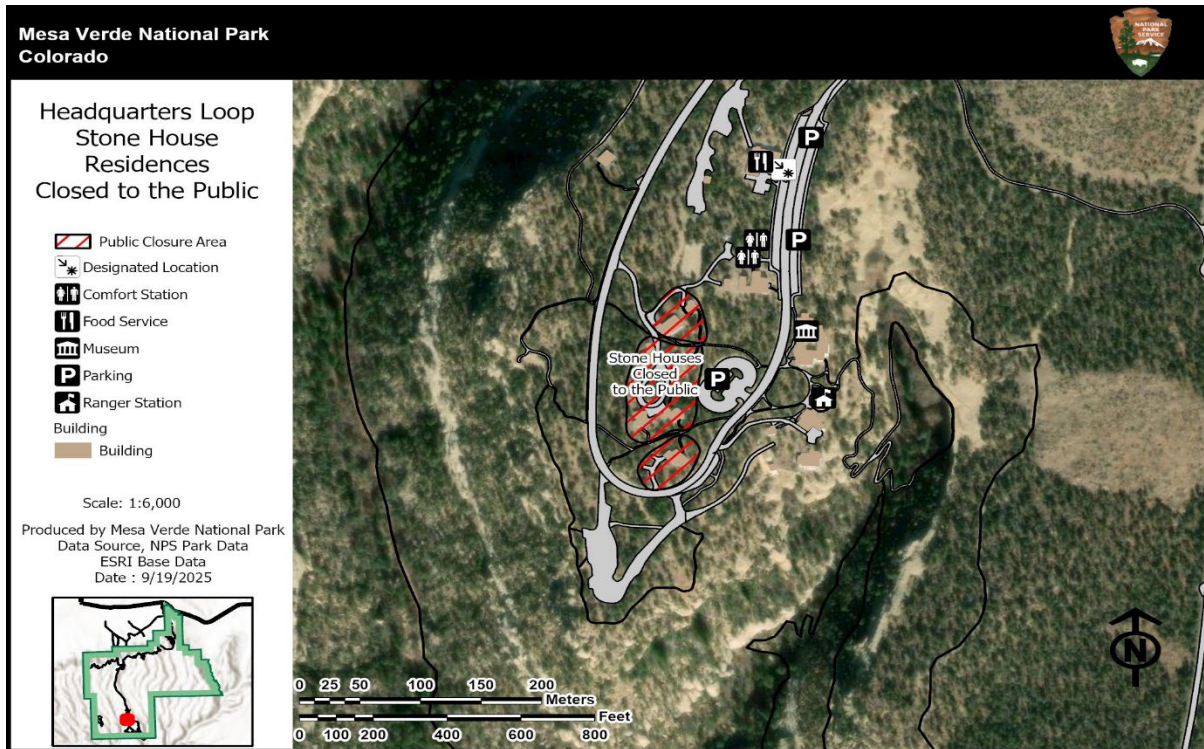 Mesa Verde National Park
Colorado
NATIONAL
PARK
SERVICE
Headquarters Loop
Stone House
Residences
Closed to the Public
Public Closure Area
Designated Location
Comfort Station
Food Service
Museum
P Parking
Ranger Station
Building
Building
Scale: 1:6,000
Produced by Mesa Verde National Park
Data Source, NPS Park Data
ESRI Base Data
Date : 9/19/2025
P
P
Stone Houses
Closed
to the Public
P
N
0 25 50 100 150 200
Meters
Feet
0 100 200 400 600 800